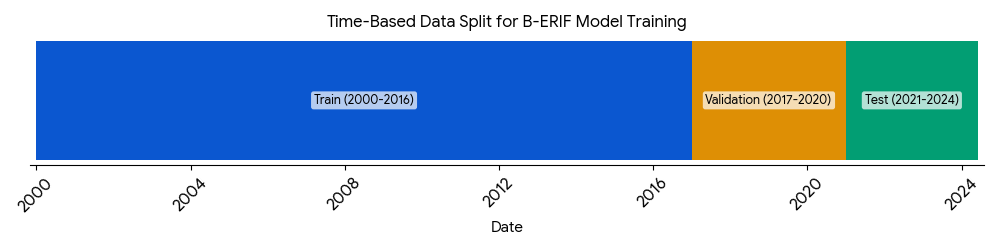 Time-Based Data Split for B-ERIF Model Training
Train (2000-2016)
Validation (2017-2020)
Test (2021-2024)
2000
2004
2008
2012
2016
2020
2024
Date